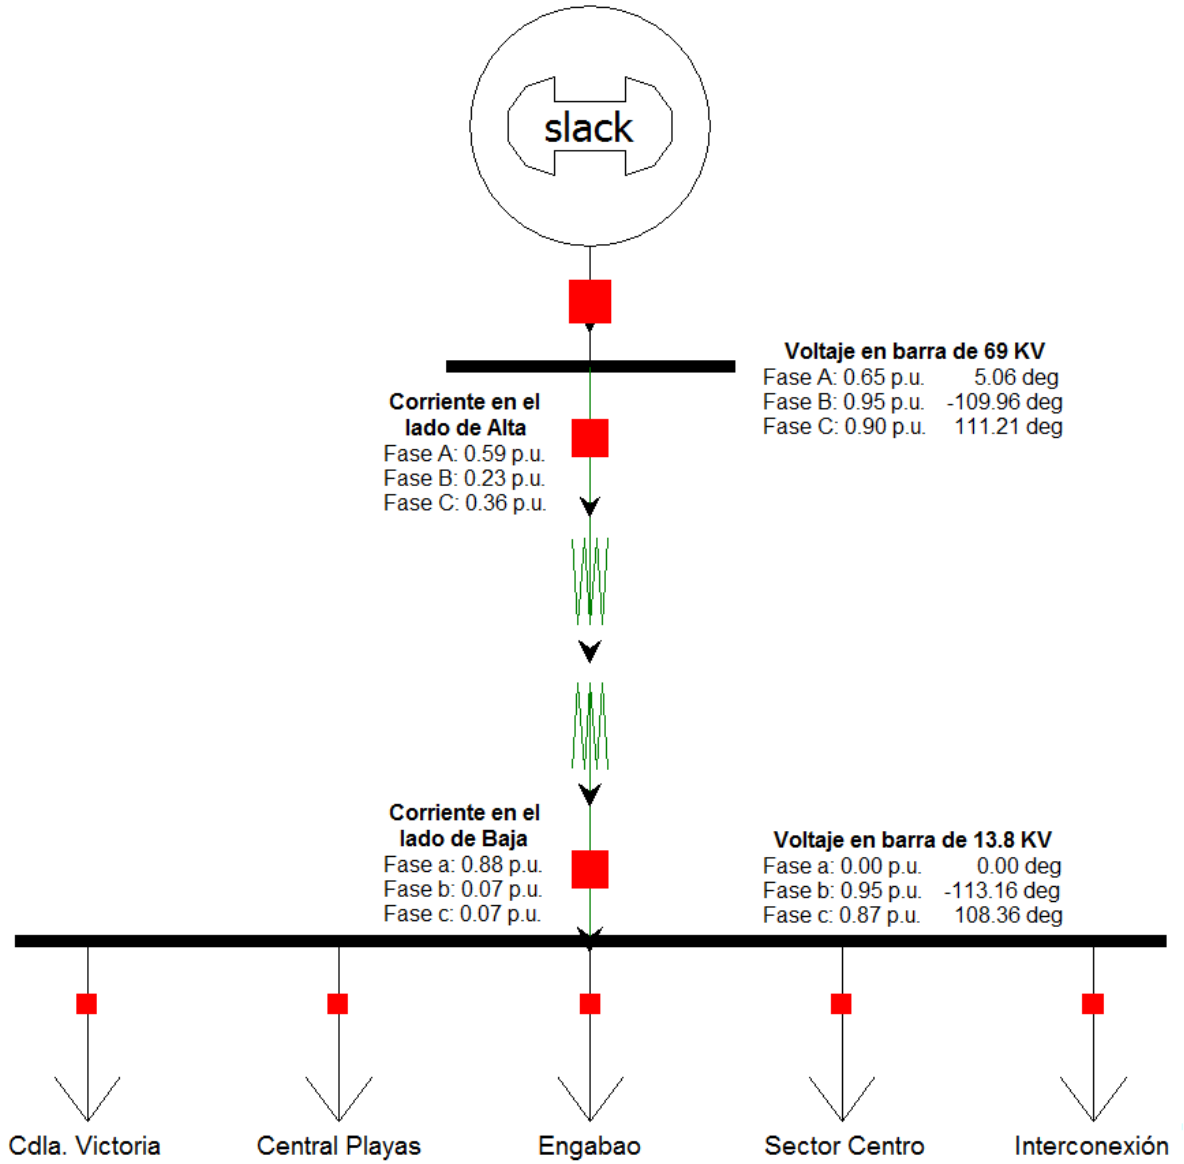 slack
Voltaje en barra de 69 KV
Fase A: 0.65 p.u. 5.06 deg
Fase B: 0.95 p.u. -109.96 deg
Fase C: 0.90 p.u. 111.21 deg
Corriente en el
lado de Alta
Fase A: 0.59 p.u.
Fase B: 0.23 p.u.
Fase C: 0.36 p.u.
Corriente en el
lado de Baja
Fase a: 0.88 p.u.
Fase b: 0.07 p.u.
Fase c: 0.07 p.u.
Voltaje en barra de 13.8 KV
Fase a: 0.00 p.u. 0.00 deg
Fase b: 0.95 p.u. -113.16 deg
Fase c: 0.87 p.u. 108.36 deg
Cdla. Victoria
Central Playas
Engabao
Sector Centro
Interconexión